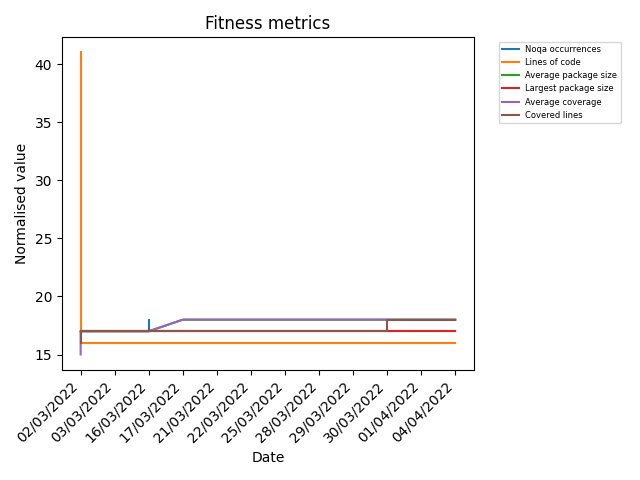 Fitness metrics
Noqa occurrences
Lines of code
Average package size
Largest package size
Average coverage
Covered lines
Normalised value
40
35
30
25
20
15
02/03/2022
03/03/2022
16/03/2022
17/03/2022
21/03/2022
22/03/2022
25/03/2022
28/03/2022
29/03/2022
30/03/2022
01/04/2022
04/04/2022
Date